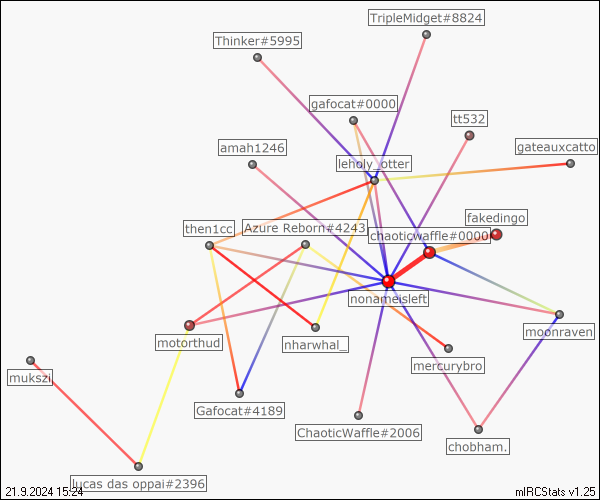 TripleMidget#8824
Thinker#5995
gafocat#0000
tt532
amah1246
gateauxcatto
leholy_otter
fakedingo
then1cc
Azure Reborn#4243
chaoticwaffle#0000
nonameisleft
moonraven
motorthud
nharwhal_
mercurybro
mukszi
Gafocat#4189
ChaoticWaffle#2006
chobham.
lucas das oppai#2396
21.9.2024 15:24
mIRCStats v1.25